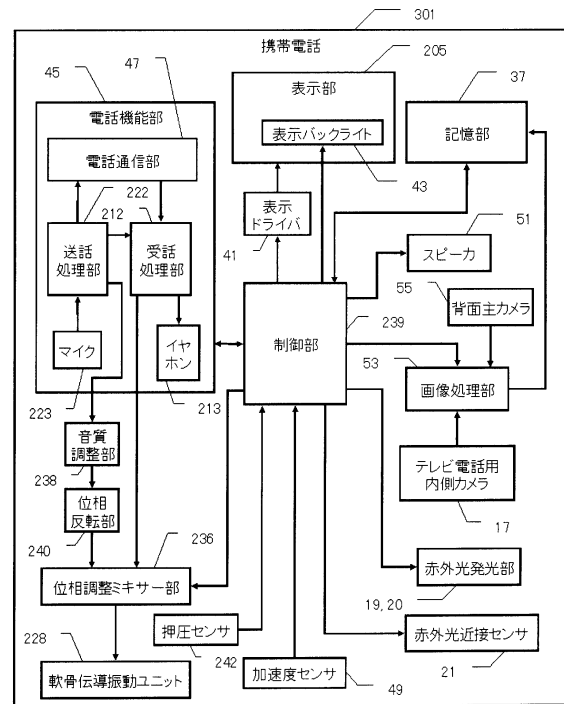 301
携帯電話
45
47
205
37
電話機能部
表示部
記憶部
電話通信部
表示バックライト
222
43
212
送話
処理部
受話
処理部
表示
ドライバ
41
51
スピーカ
55
背面主カメラ
制御部
239
マイク
イヤ
ホン
53
画像処理部
223
213
音質
調整部
238
テレビ電話用
内側カメラ
位相
反転部
17
240
236
位相調整ミキサー部
赤外光発光部
19, 20
228
押圧センサ
242
赤外光近接センサ
21
軟骨伝導振動ユニット
加速度センサ
49